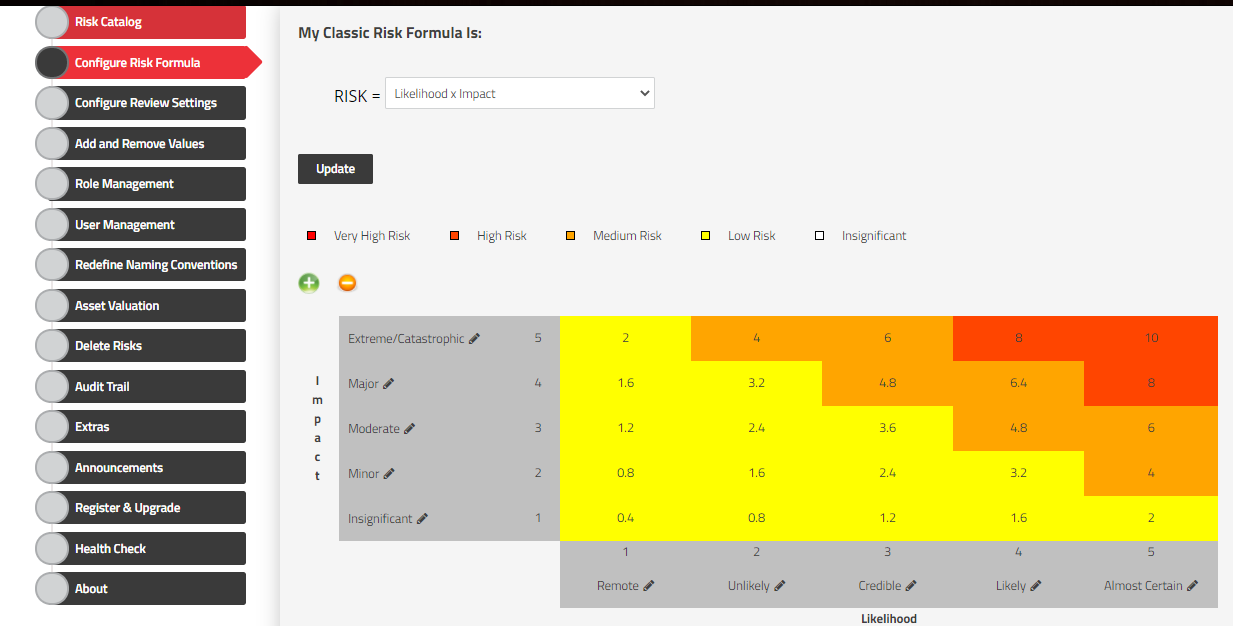 Risk Catalog
Configure Risk Formula
Configure Review Settings
Add and Remove Values
Role Management
User Management
Redefine Naming Conventions
Asset Valuation
Delete Risks
Audit Trail
Extras
Announcements
Register & Upgrade
Health Check
About
My Classic Risk Formula Is:
RISK = Likelihood x Impact
Update
Very High Risk High Risk Medium Risk Low Risk Insignificant
Impact
Extreme/Catastrophic 5 2 4 6 8 10
Major 4 1.6 3.2 4.8 6.4 8
Moderate 3 1.2 2.4 3.6 4.8 6
Minor 2 0.8 1.6 2.4 3.2 4
Insignificant 1 0.4 0.8 1.2 1.6 2
1 2 3 4 5
Remote Unlikely Credible Likely Almost Certain
Likelihood